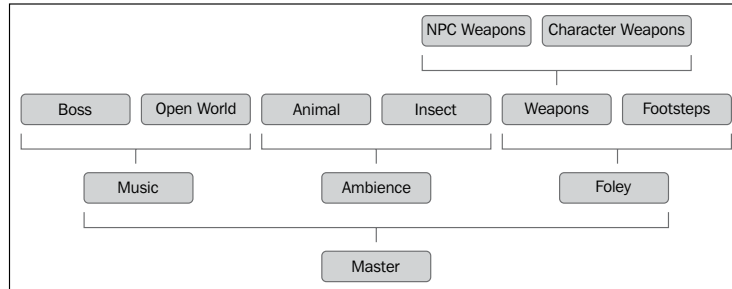 NPC Weapons Character Weapons
Boss Open World Animal Insect Weapons Footsteps
Music Ambience Foley
Master